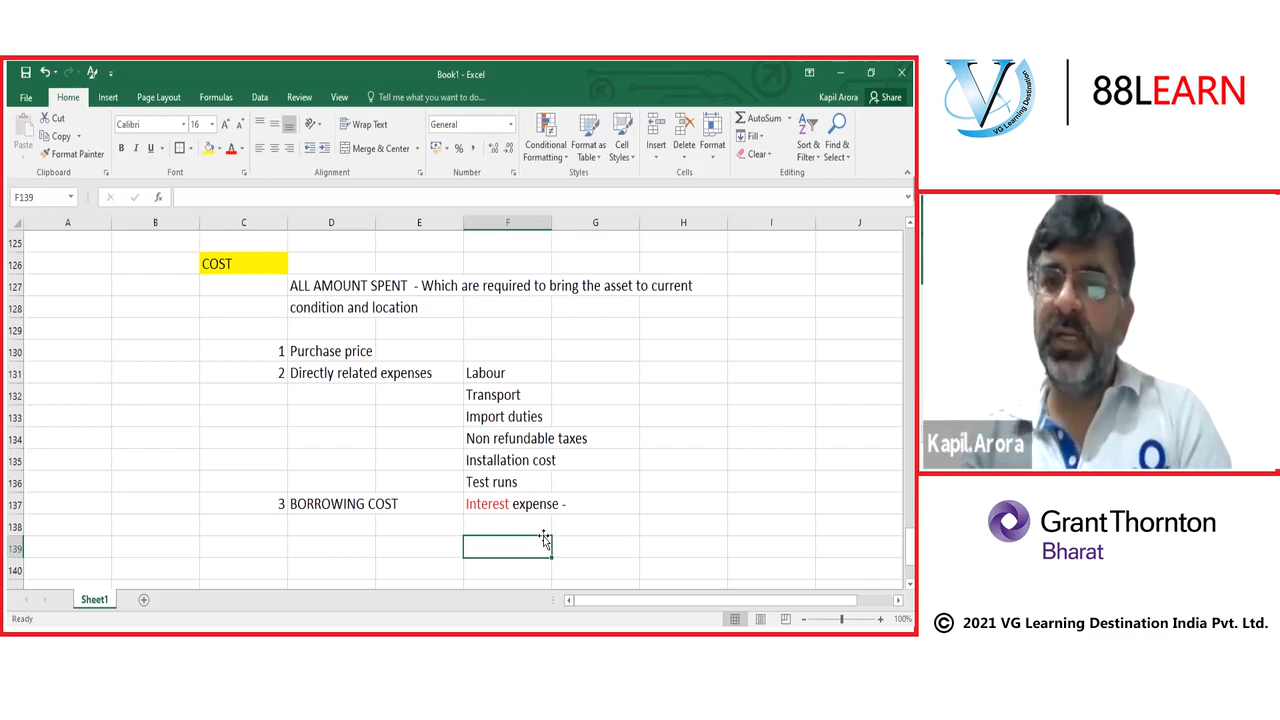 Book1 - Excel
File Home Insert Page Layout Formulas Data Review View Tell me what you want to do... Kapil Arora Share
Paste Cut Copy Format Painter
Calibri 16 A A
B I U A
Wrap Text
Merge & Center
General
%
Conditional Formatting Format as Table Cell Styles
Insert Delete Format
AutoSum Fill Clear
Sort & Filter Find & Select
Clipboard Font Alignment Number Styles Cells Editing
F139 fx
A B C D E F G H I J
125
126 COST
127 ALL AMOUNT SPENT - Which are required to bring the asset to current
128 condition and location
129
130 1 Purchase price
131 2 Directly related expenses Labour
132 Transport
133 Import duties
134 Non refundable taxes
135 Installation cost
136 Test runs
137 3 BORROWING COST Interest expense -
138
139
140
Sheet1
Ready 100%
V
VG Learning Destination
88LEARN
Kapil.Arora
Grant Thornton
Bharat
© 2021 VG Learning Destination India Pvt. Ltd.